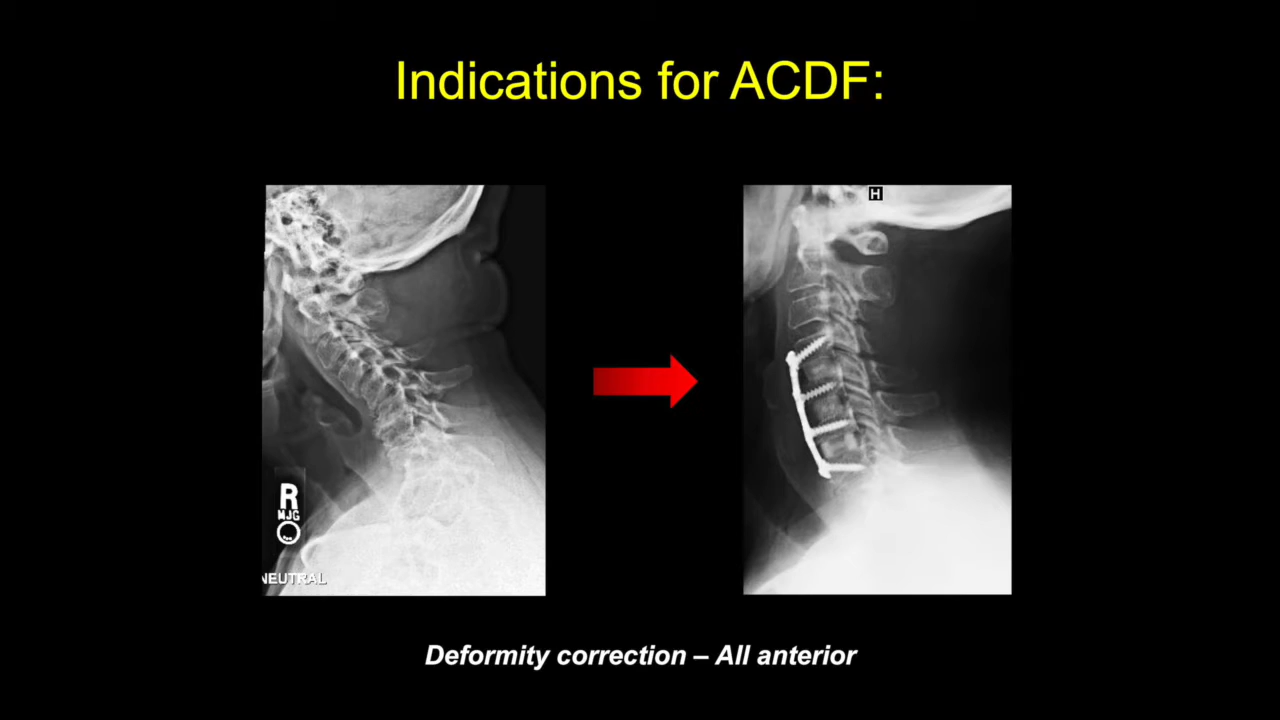 Indications for ACDF:
H
R
MJG
NEUTRAL
Deformity correction – All anterior